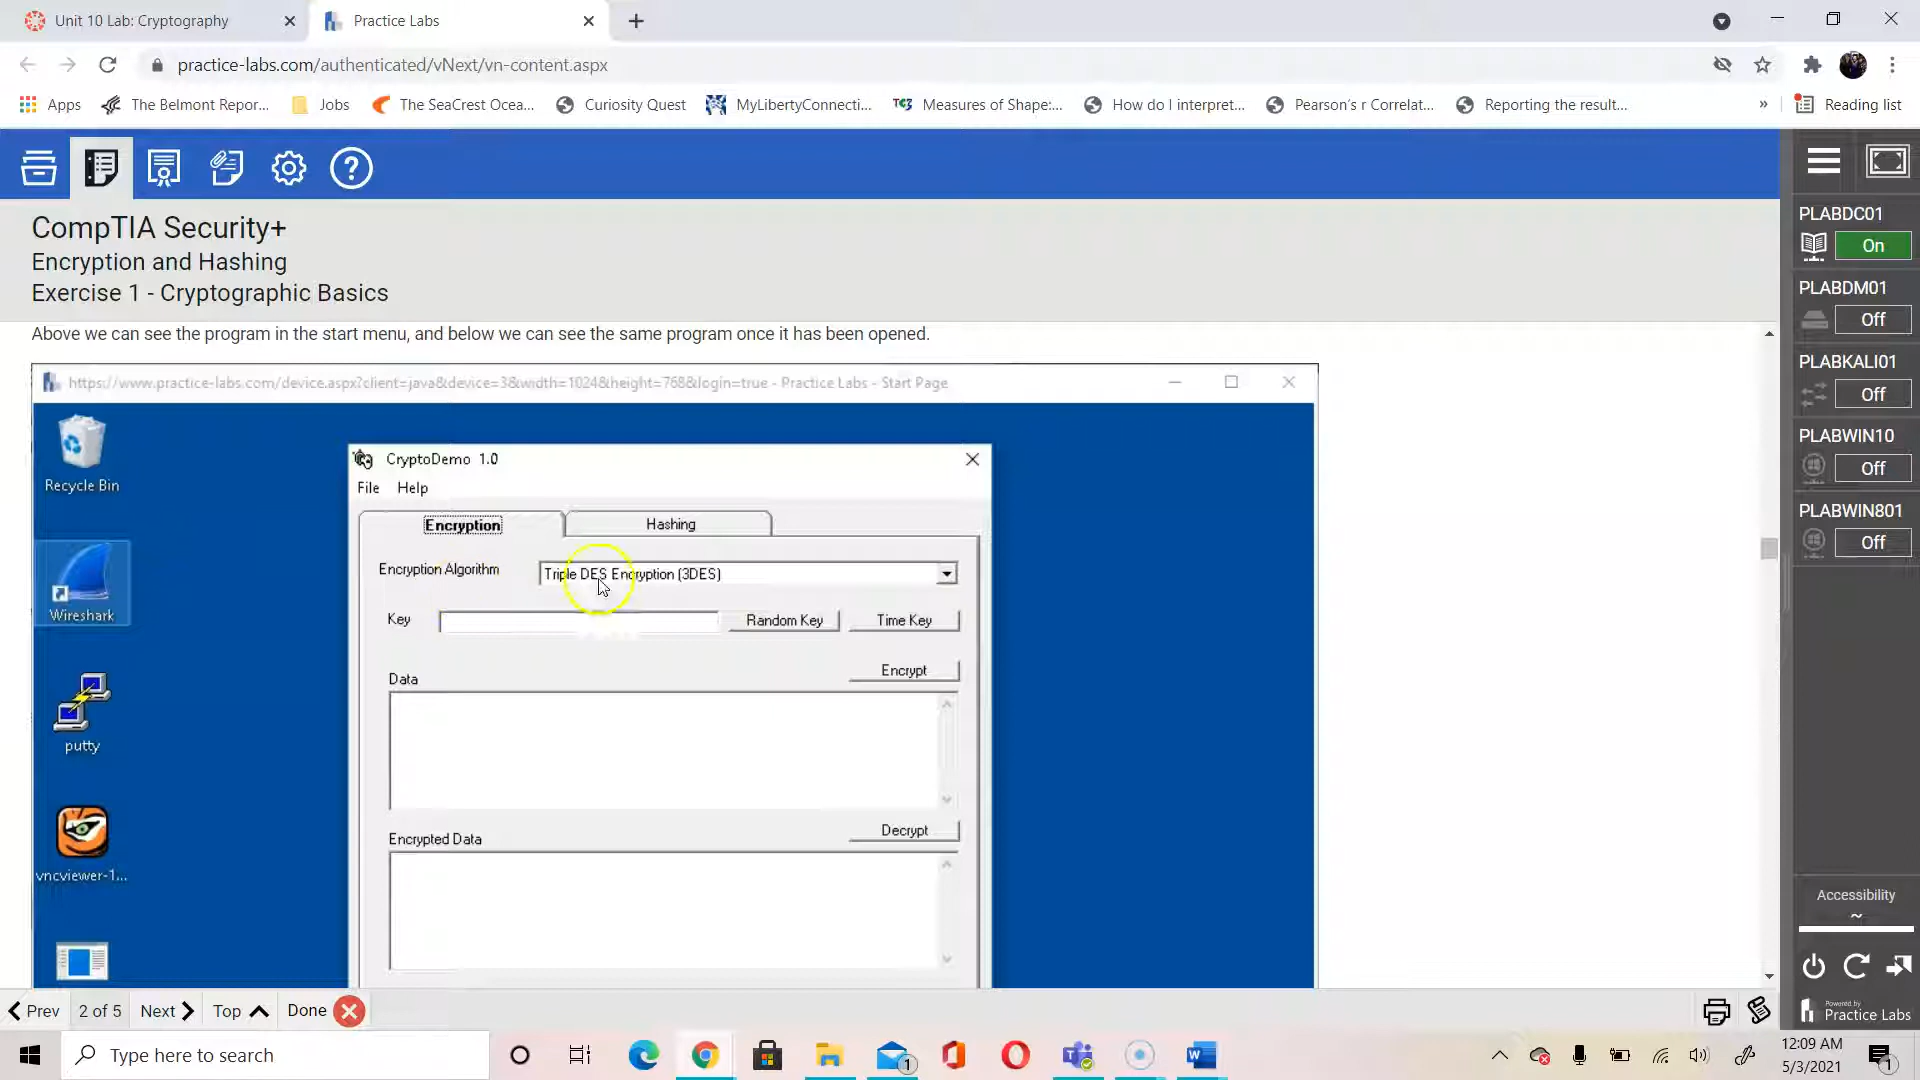 Unit 10 Lab: Cryptography
Practice Labs
practice-labs.com/authenticated/vNext/vn-content.aspx
Apps
The Belmont Repor...
Jobs
The SeaCrest Ocea...
Curiosity Quest
MyLibertyConnecti...
TC3
Measures of Shape:...
How do I interpret...
Pearson's r Correlat...
Reporting the result...
»
Reading list
CompTIA Security+
Encryption and Hashing
Exercise 1 - Cryptographic Basics
PLABDC01
On
PLABDM01
Off
PLABKALI01
Off
PLABWIN10
Off
PLABWIN801
Off
Above we can see the program in the start menu, and below we can see the same program once it has been opened.
https://www.practice-labs.com/device.aspx?client=java&device=3&width=1024&height=768&login=true - Practice Labs - Start Page
Recycle Bin
Wireshark
putty
vncviewer-1...
CryptoDemo 1.0
File Help
Encryption
Hashing
Encryption Algorithm
Triple DES Encryption (3DES)
Key
Random Key
Time Key
Encrypt
Data
Decrypt
Encrypted Data
Accessibility
~
Powered by
Practice Labs
Prev
2 of 5
Next
Top
Done
Type here to search
1
12:09 AM
5/3/2021
1